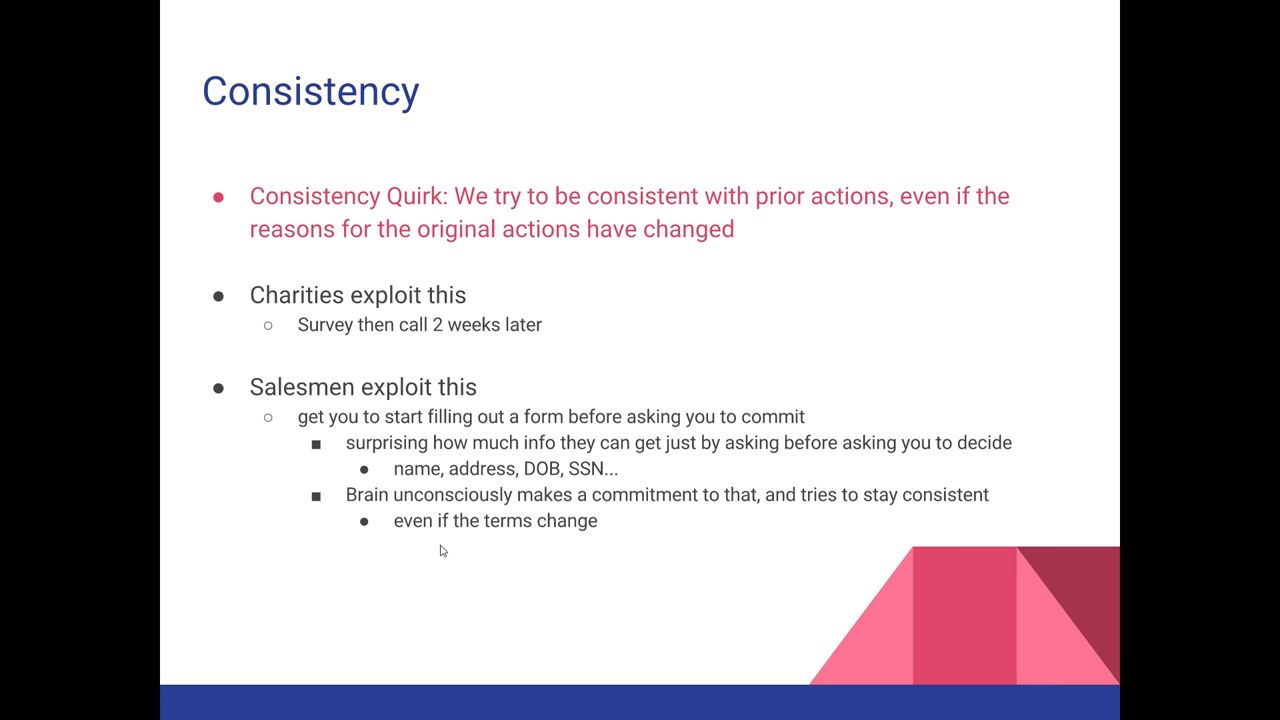 Consistency
● Consistency Quirk: We try to be consistent with prior actions, even if the
reasons for the original actions have changed
● Charities exploit this
○ Survey then call 2 weeks later
● Salesmen exploit this
○ get you to start filling out a form before asking you to commit
■ surprising how much info they can get just by asking before asking you to decide
● name, address, DOB, SSN...
■ Brain unconsciously makes a commitment to that, and tries to stay consistent
● even if the terms change